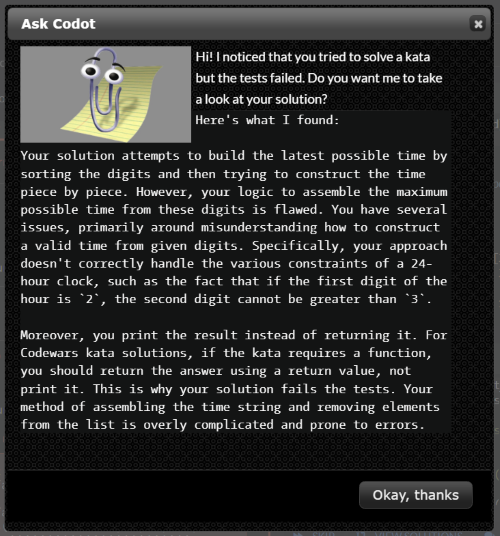 Ask Codot
Hi! I noticed that you tried to solve a kata
but the tests failed. Do you want me to take
a look at your solution?
Here's what I found:
Your solution attempts to build the latest possible time by
sorting the digits and then trying to construct the time
piece by piece. However, your logic to assemble the maximum
possible time from these digits is flawed. You have several
issues, primarily around misunderstanding how to construct
a valid time from given digits. Specifically, your approach
doesn't correctly handle the various constraints of a 24-
hour clock, such as the fact that if the first digit of the
hour is `2`, the second digit cannot be greater than `3`.
Moreover, you print the result instead of returning it. For
Codewars kata solutions, if the kata requires a function,
you should return the answer using a return value, not
print it. This is why your solution fails the tests. Your
method of assembling the time string and removing elements
from the list is overly complicated and prone to errors.
Okay, thanks